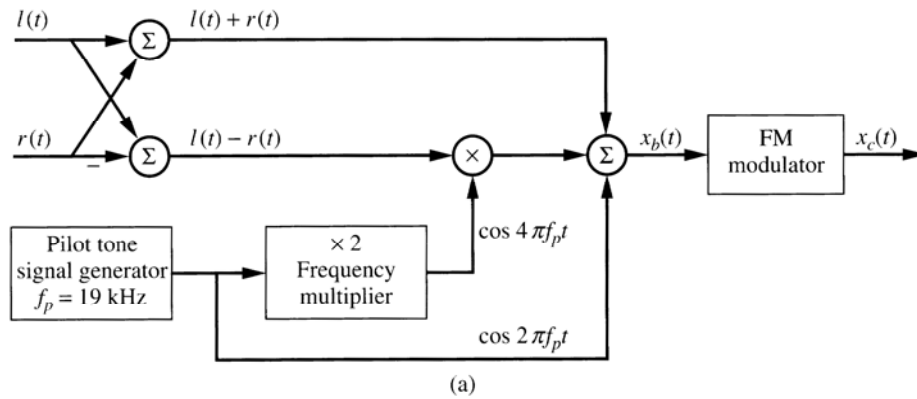 l(t)
l(t) + r(t)
Σ
r(t)
l(t) − r(t)
−
Σ
×
Σ
x_b(t)
FM
modulator
x_c(t)
Pilot tone
signal generator
f_p = 19 kHz
× 2
Frequency
multiplier
cos 4πf_pt
cos 2πf_pt
(a)